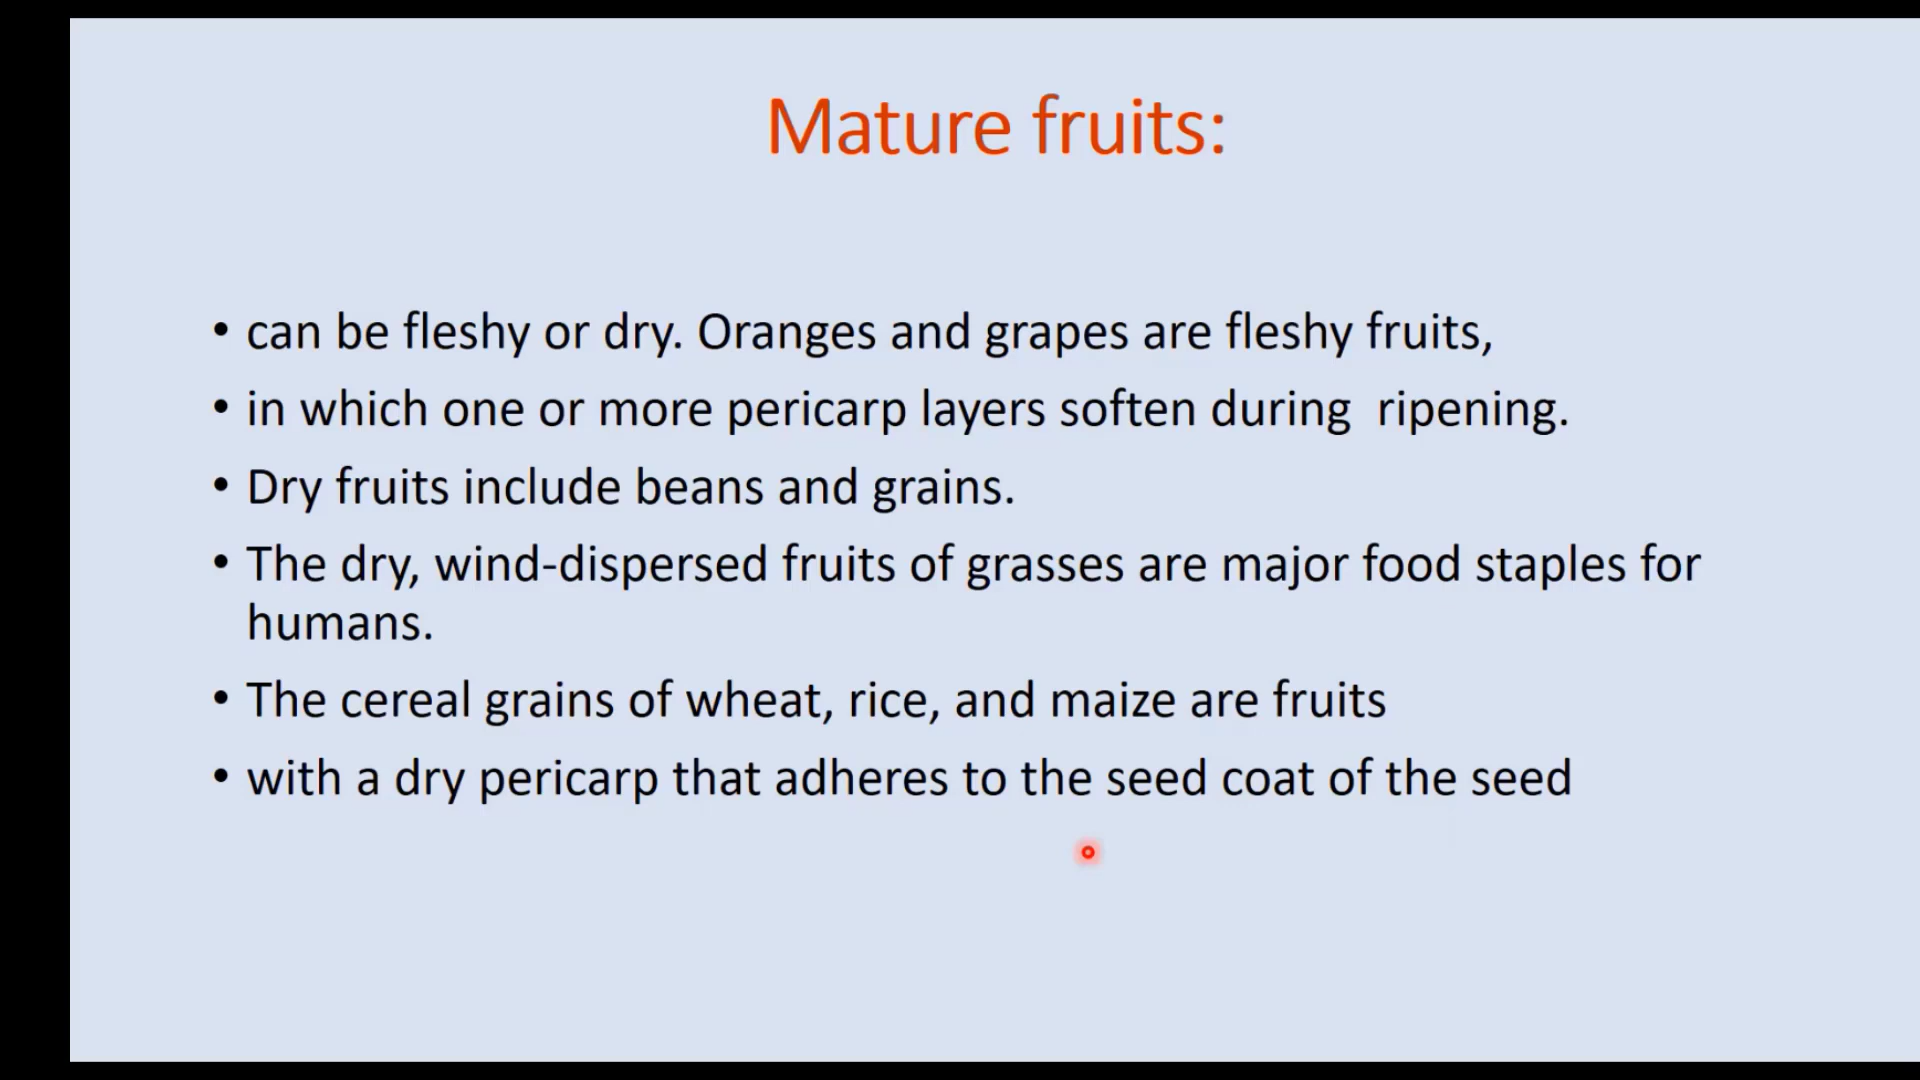 Mature fruits:
• can be fleshy or dry. Oranges and grapes are fleshy fruits,
• in which one or more pericarp layers soften during  ripening.
• Dry fruits include beans and grains.
• The dry, wind-dispersed fruits of grasses are major food staples for
humans.
• The cereal grains of wheat, rice, and maize are fruits
• with a dry pericarp that adheres to the seed coat of the seed